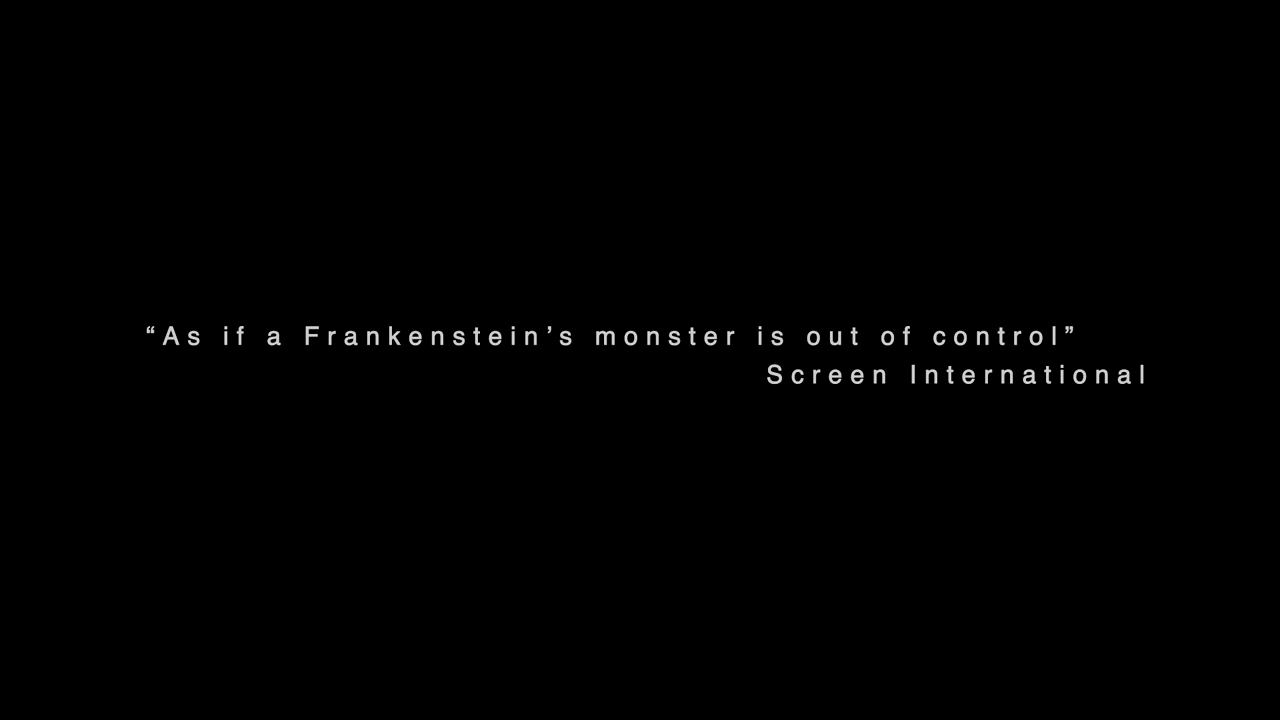 “As if a Frankenstein’s monster is out of control”
Screen International